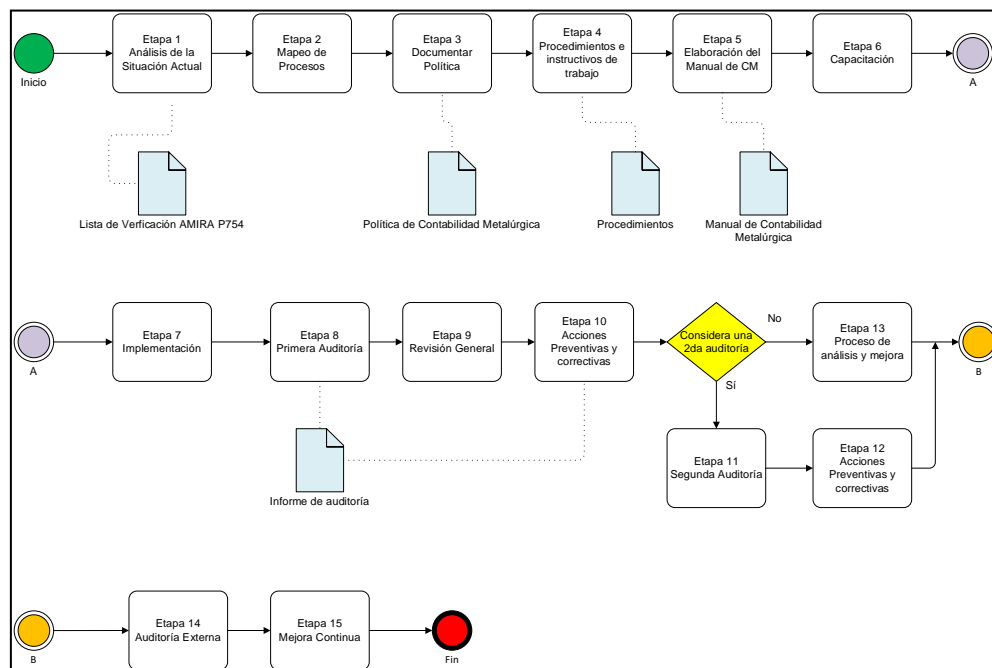 Inicio
Etapa 1
Análisis de la
Situación Actual
Etapa 2
Mapeo de
Procesos
Etapa 3
Documentar
Política
Etapa 4
Procedimientos e
instructivos de
trabajo
Etapa 5
Elaboración del
Manual de CM
Etapa 6
Capacitación
A
Lista de Verficación AMIRA P754
Política de Contabilidad Metalúrgica
Procedimientos
Manual de Contabilidad
Metalúrgica
A
Etapa 7
Implementación
Etapa 8
Primera Auditoría
Etapa 9
Revisión General
Etapa 10
Acciones
Preventivas y
correctivas
Considera una
2da auditoría
No
Sí
Etapa 13
Proceso de
análisis y mejora
B
Etapa 11
Segunda Auditoría
Etapa 12
Acciones
Preventivas y
correctivas
Informe de auditoría
B
Etapa 14
Auditoría Externa
Etapa 15
Mejora Continua
Fin